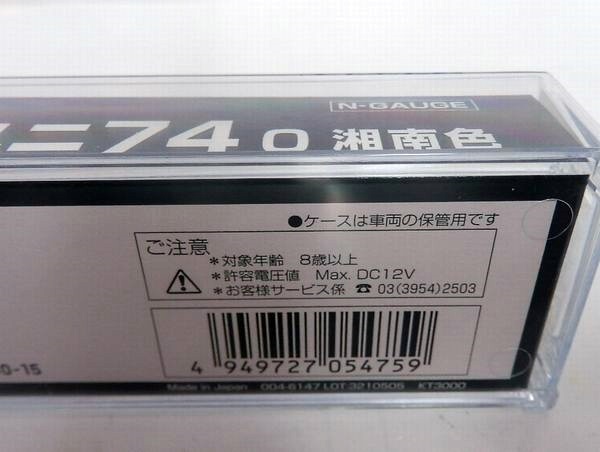 N-GAUGE
ニ74 0 湘南色
●ケースは車両の保管用です
ご注意
*対象年齢 8歳以上
*許容電圧値 Max. DC12V
*お客様サービス係 ☎ 03(3954)2503
4 949727 054759
0-15
Made in Japan 004-6147 LOT:3210505 KT3000